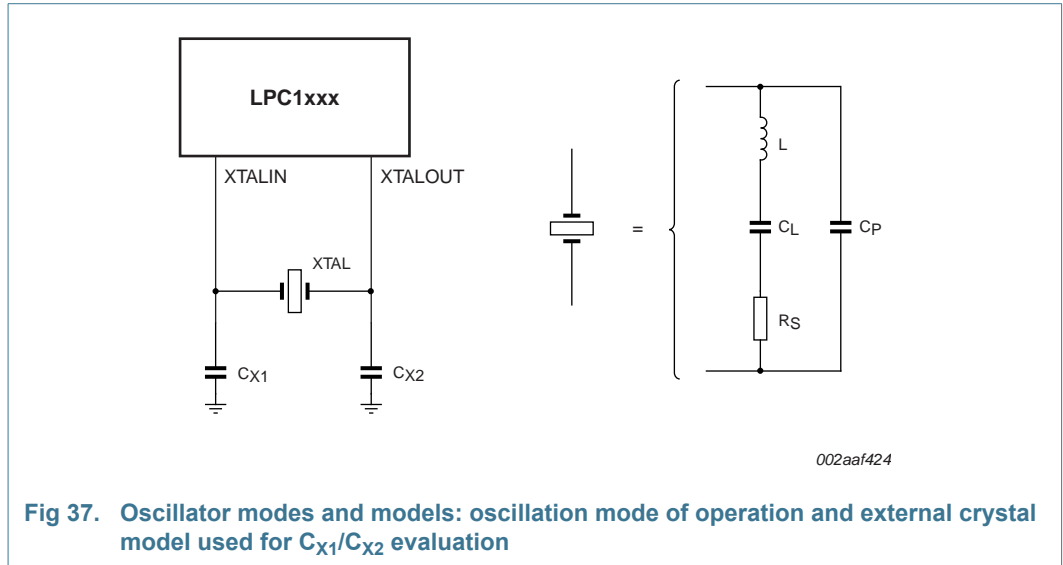 LPC1xxx
XTALIN
XTALOUT
XTAL
CX1
CX2
=
L
CL
CP
RS
002aaf424
Fig 37. Oscillator modes and models: oscillation mode of operation and external crystal
model used for CX1/CX2 evaluation